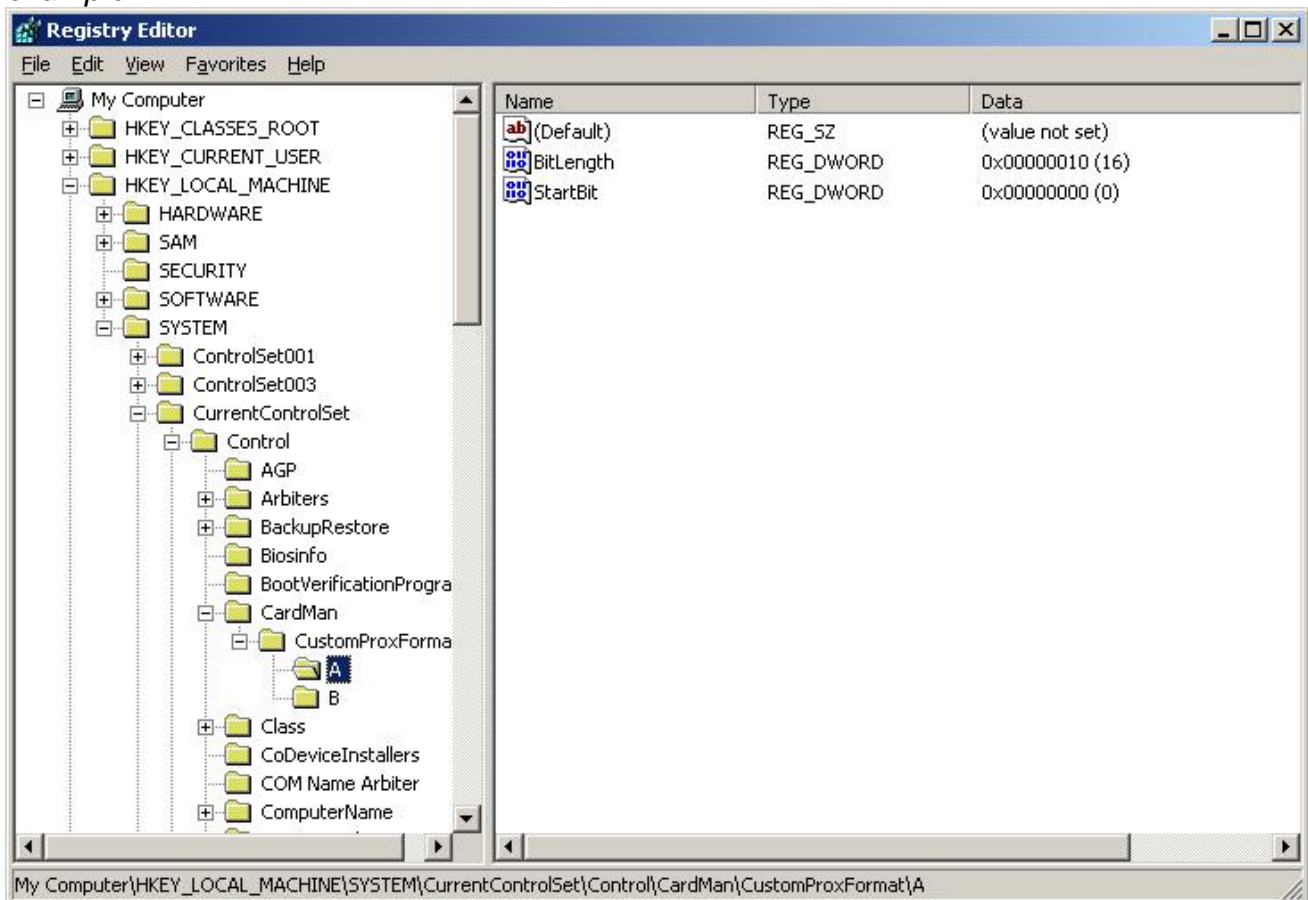 Registry Editor
File Edit View Favorites Help
My Computer
HKEY_CLASSES_ROOT
HKEY_CURRENT_USER
HKEY_LOCAL_MACHINE
HARDWARE
SAM
SECURITY
SOFTWARE
SYSTEM
ControlSet001
ControlSet003
CurrentControlSet
Control
AGP
Arbiters
BackupRestore
Biosinfo
BootVerificationProgra
CardMan
CustomProxForma
A
B
Class
CoDeviceInstallers
COM Name Arbiter
ComputerName
Name Type Data
(Default) REG_SZ (value not set)
BitLength REG_DWORD 0x00000010 (16)
StartBit REG_DWORD 0x00000000 (0)
My Computer\HKEY_LOCAL_MACHINE\SYSTEM\CurrentControlSet\Control\CardMan\CustomProxFormat\A